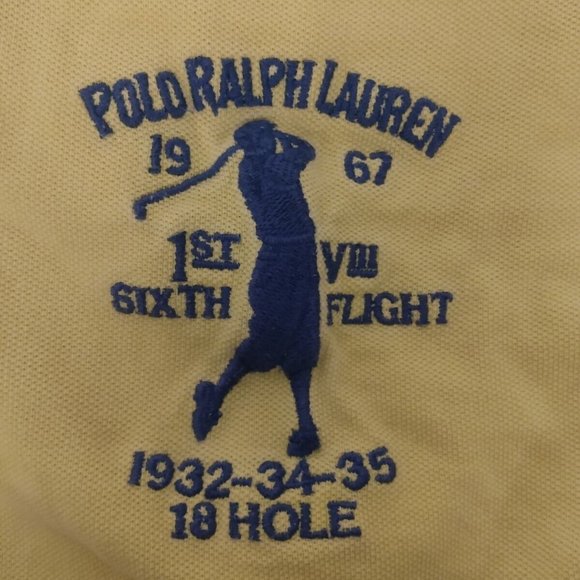 POLO RALPH LAUREN
19 67
1ST VIII
SIXTH FLIGHT
1932-34-35
18 HOLE